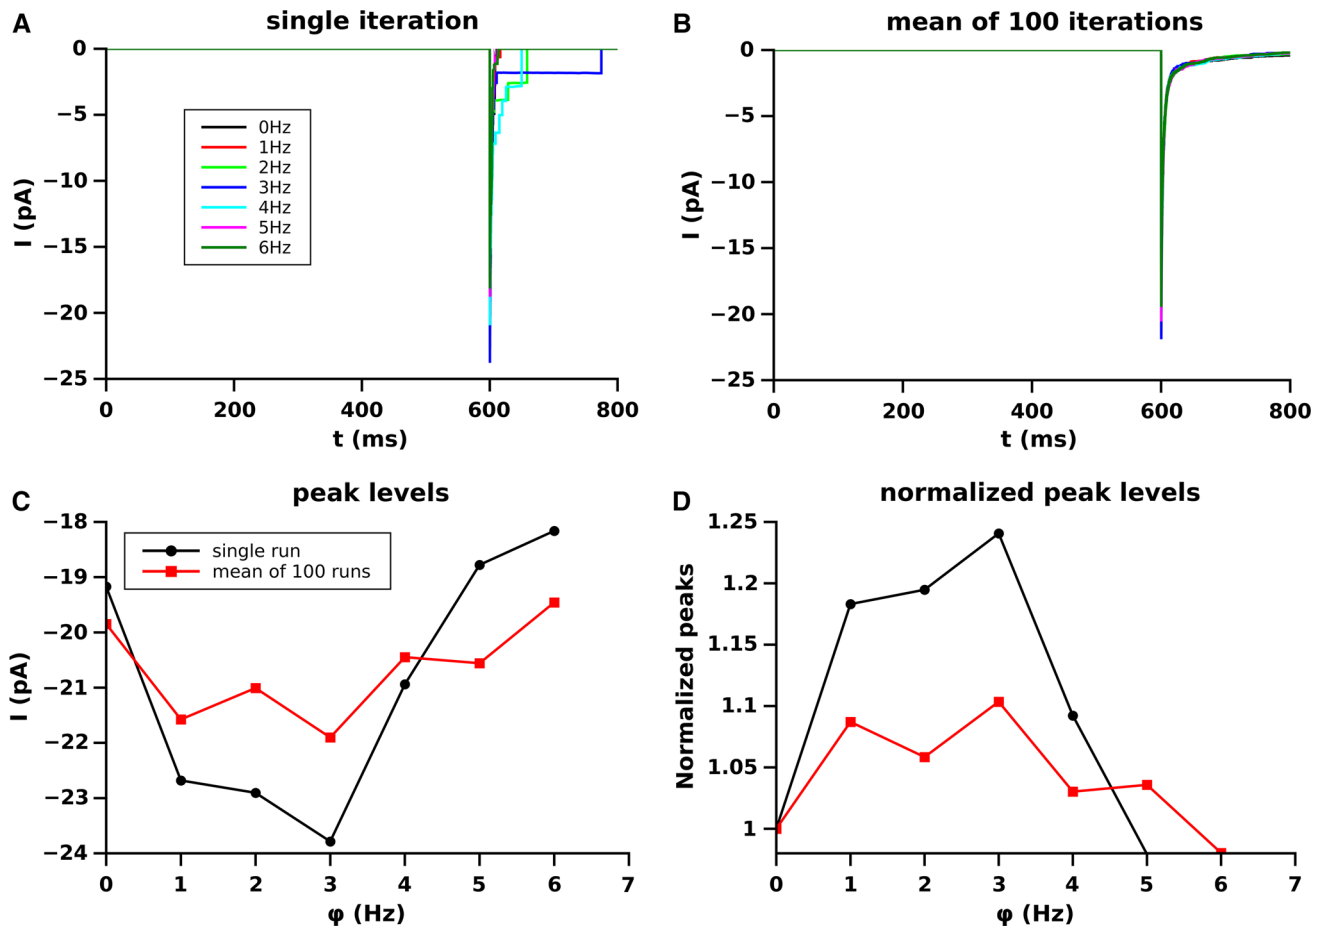 A
single iteration
0
−5
−10
−15
−20
−25
I (pA)
0Hz
1Hz
2Hz
3Hz
4Hz
5Hz
6Hz
0 200 400 600 800
t (ms)
B
mean of 100 iterations
0
−5
−10
−15
−20
−25
I (pA)
0 200 400 600 800
t (ms)
C
peak levels
−18
−19
−20
−21
−22
−23
−24
I (pA)
single run
mean of 100 runs
0 1 2 3 4 5 6 7
φ (Hz)
D
normalized peak levels
1.25
1.2
1.15
1.1
1.05
1
Normalized peaks
0 1 2 3 4 5 6 7
φ (Hz)